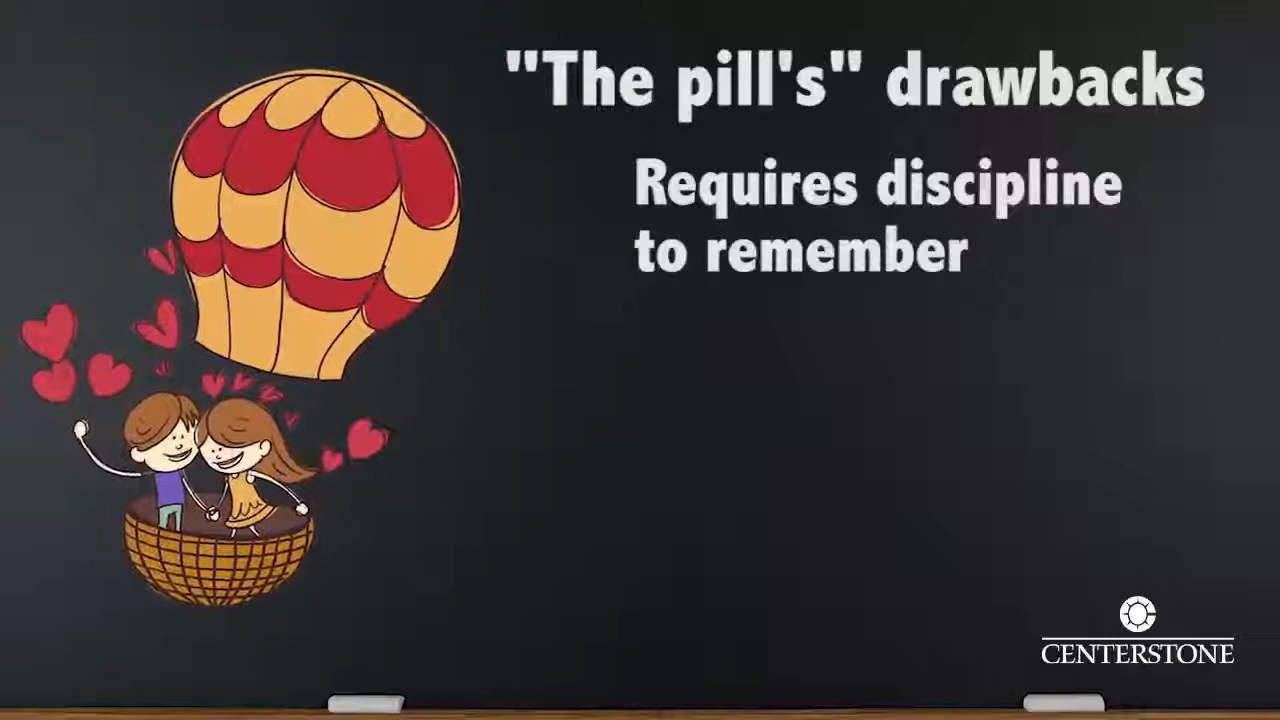 "The pill's" drawbacks
Requires discipline
to remember
CENTERSTONE